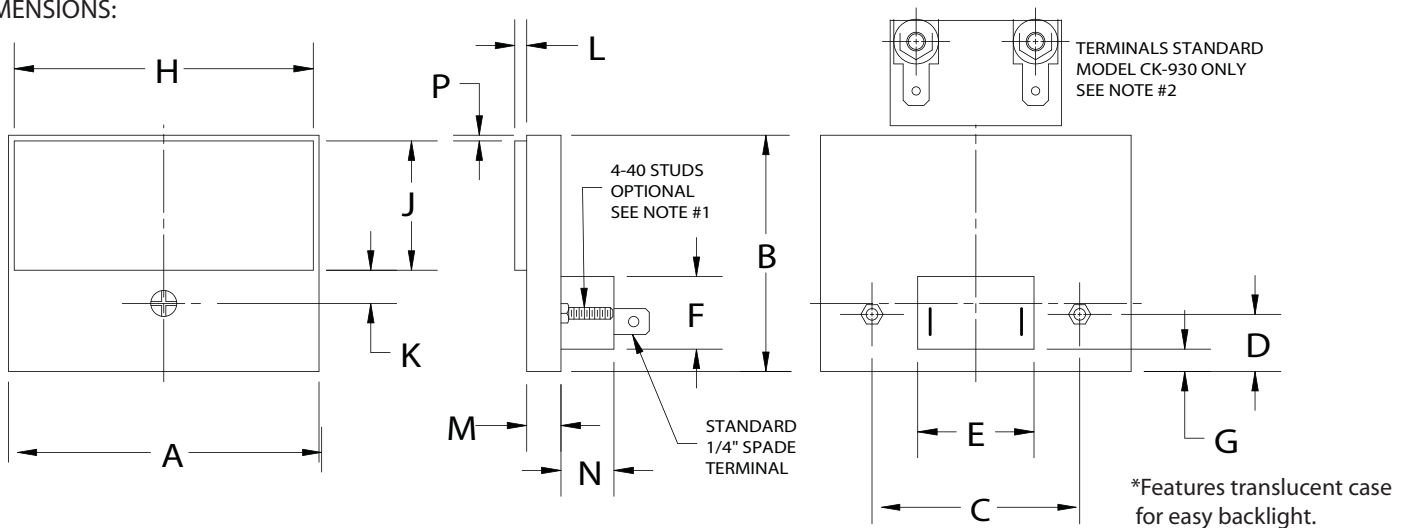 MENSIONS:
H
L
P
J
K
A
4-40 STUDS
OPTIONAL
SEE NOTE #1
B
F
M
N
STANDARD
1/4" SPADE
TERMINAL
TERMINALS STANDARD
MODEL CK-930 ONLY
SEE NOTE #2
D
E
G
C
*Features translucent case
for easy backlight.